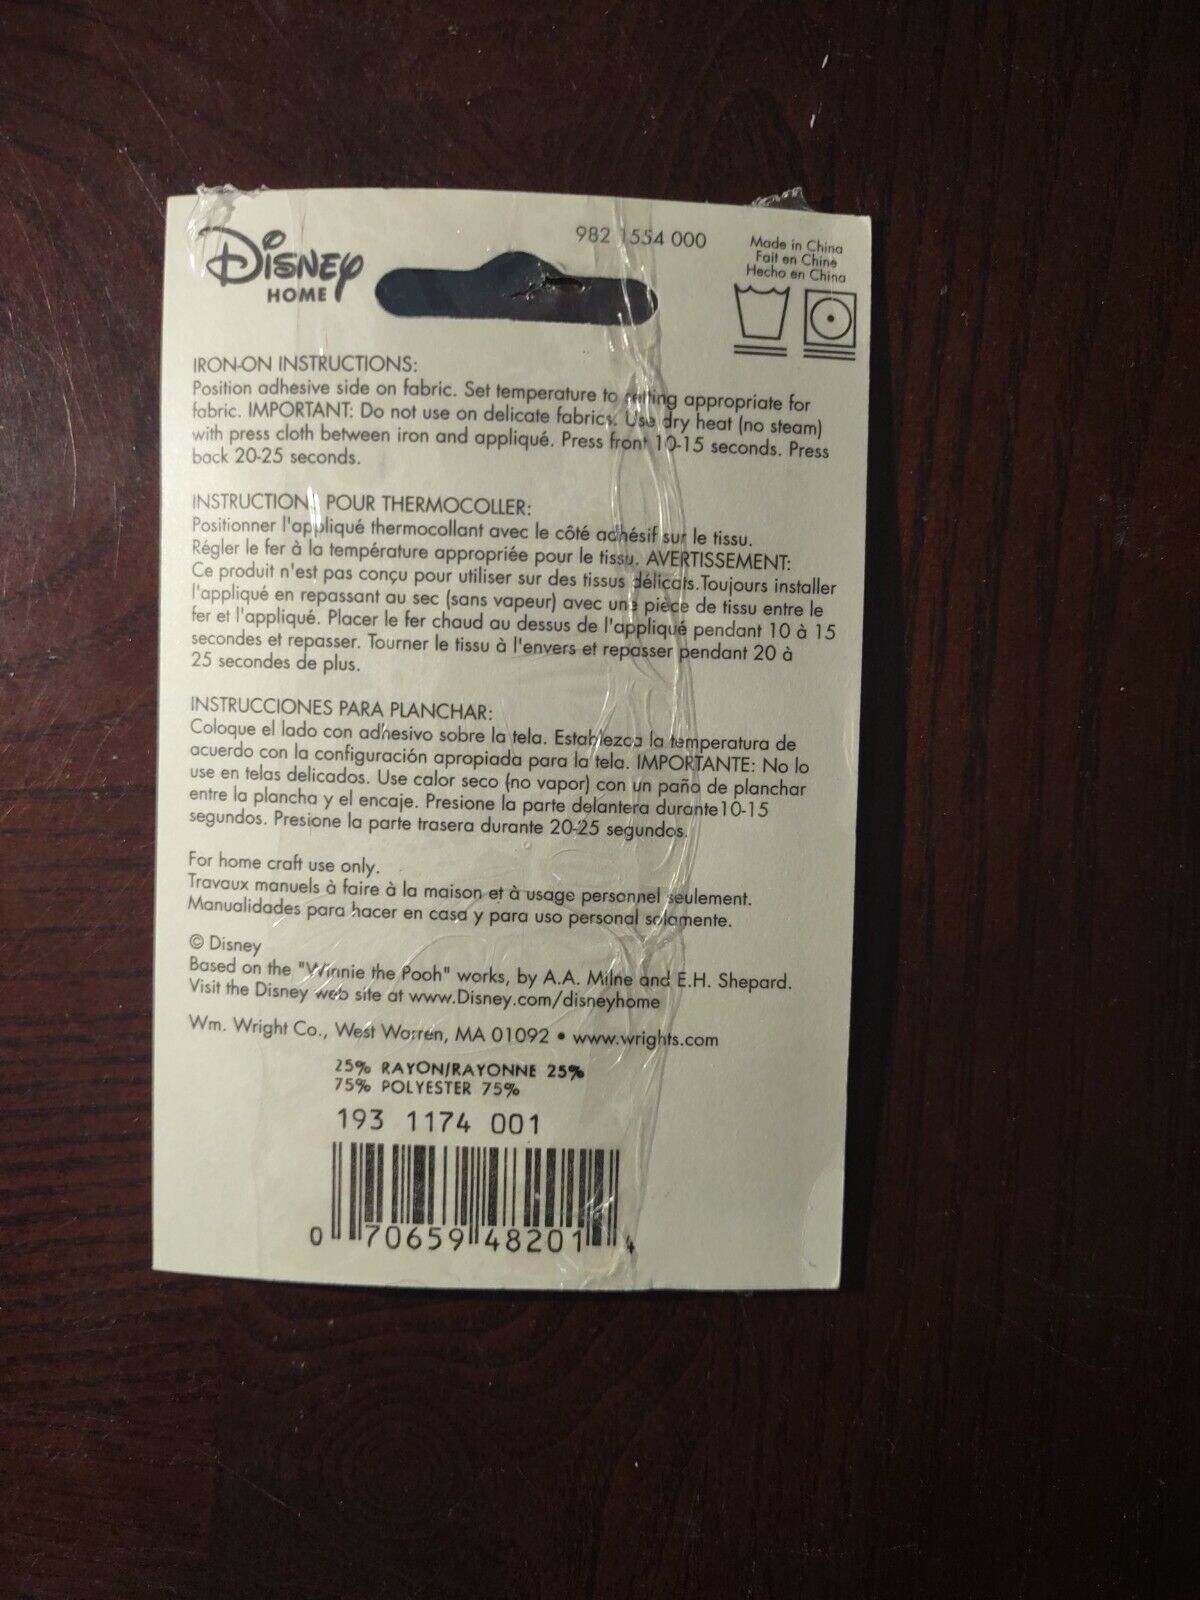 Disney
HOME
982 1554 000
Made in China
Fait en Chine
Hecho en China
IRON-ON INSTRUCTIONS:
Position adhesive side on fabric. Set temperature to setting appropriate for
fabric. IMPORTANT: Do not use on delicate fabrics. Use dry heat (no steam)
with press cloth between iron and appliqué. Press front 10-15 seconds. Press
back 20-25 seconds.
INSTRUCTIONS POUR THERMOCOLLER:
Positionner l'appliqué thermocollant avec le côté adhésif sur le tissu.
Régler le fer à la température appropriée pour le tissu. AVERTISSEMENT:
Ce produit n'est pas conçu pour utiliser sur des tissus délicats.Toujours installer
l'appliqué en repassant au sec (sans vapeur) avec une pièce de tissu entre le
fer et l'appliqué. Placer le fer chaud au dessus de l'appliqué pendant 10 à 15
secondes et repasser. Tourner le tissu à l'envers et repasser pendant 20 à
25 secondes de plus.
INSTRUCCIONES PARA PLANCHAR:
Coloque el lado con adhesivo sobre la tela. Establezca la temperatura de
acuerdo con la configuración apropiada para la tela. IMPORTANTE: No lo
use en telas delicados. Use calor seco (no vapor) con un paño de planchar
entre la plancha y el encaje. Presione la parte delantera durante10-15
segundos. Presione la parte trasera durante 20-25 segundos.
For home craft use only.
Travaux manuels à faire à la maison et à usage personnel seulement.
Manualidades para hacer en casa y para uso personal solamente.
© Disney
Based on the "Winnie the Pooh" works, by A.A. Milne and E.H. Shepard.
Visit the Disney web site at www.Disney.com/disneyhome
Wm. Wright Co., West Warren, MA 01092 • www.wrights.com
25% RAYON/RAYONNE 25%
75% POLYESTER 75%
193 1174 001
0 70659 48201 4